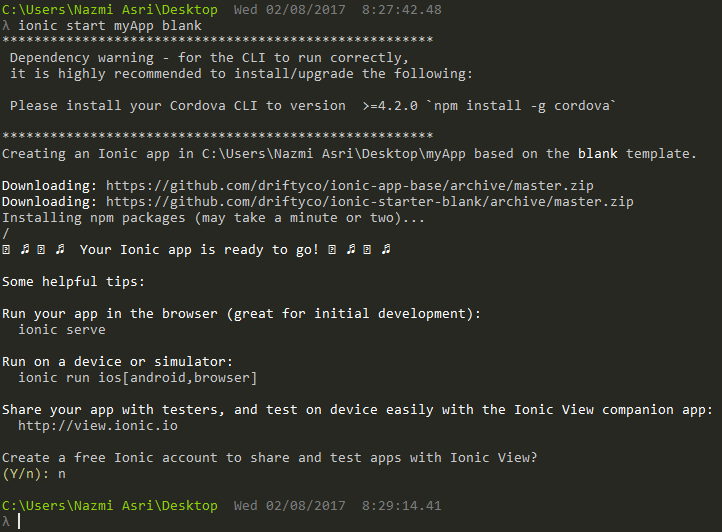 C:\Users\Nazmi Asri\Desktop  Wed 02/08/2017  8:27:42.48
λ ionic start myApp blank
******************************************************
 Dependency warning - for the CLI to run correctly,
 it is highly recommended to install/upgrade the following:
 Please install your Cordova CLI to version  >=4.2.0 `npm install -g cordova`
******************************************************
Creating an Ionic app in C:\Users\Nazmi Asri\Desktop\myApp based on the blank template.
Downloading: https://github.com/driftyco/ionic-app-base/archive/master.zip
Downloading: https://github.com/driftyco/ionic-starter-blank/archive/master.zip
Installing npm packages (may take a minute or two)...
/
♬ ♬  Your Ionic app is ready to go! ♬ ♬
Some helpful tips:
Run your app in the browser (great for initial development):
  ionic serve
Run on a device or simulator:
  ionic run ios[android,browser]
Share your app with testers, and test on device easily with the Ionic View companion app:
  http://view.ionic.io
Create a free Ionic account to share and test apps with Ionic View?
(Y/n): n
C:\Users\Nazmi Asri\Desktop  Wed 02/08/2017  8:29:14.41
λ